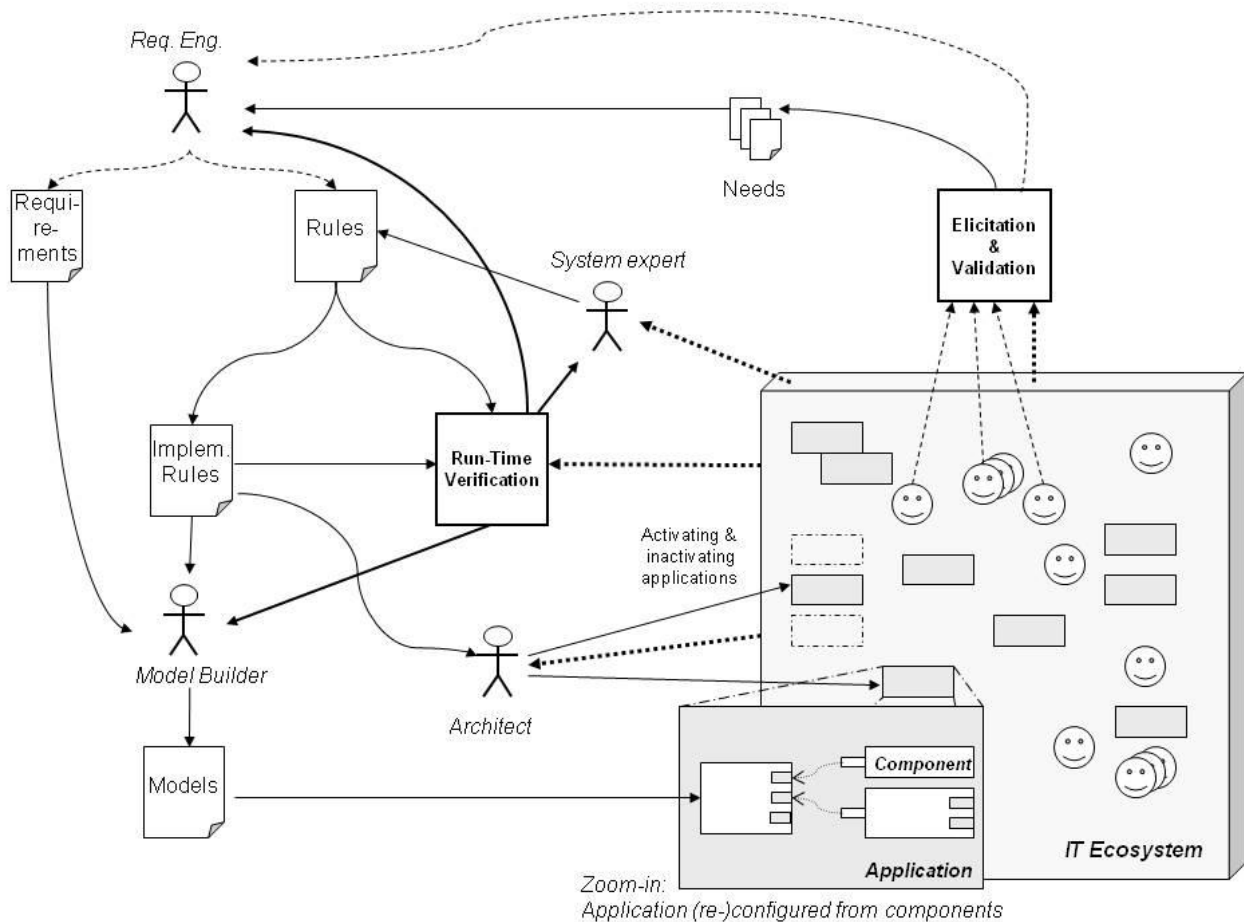 Req. Eng.
Needs
Requi-
re-
ments
Rules
System expert
Elicitation
&
Validation
Implem.
Rules
Run-Time
Verification
Activating &
inactivating
applications
Model Builder
Architect
Models
Component
Application
IT Ecosystem
Zoom-in:
Application (re-)configured from components